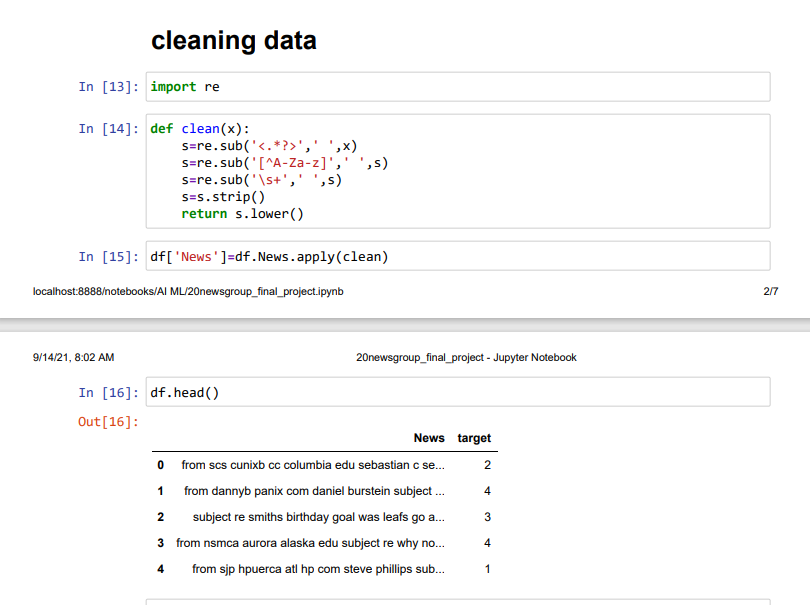 cleaning data
In [13]: import re
In [14]: def clean(x):
s=re.sub('<.*?>',' ',x)
s=re.sub('[^A-Za-z]',' ',s)
s=re.sub('\s+',' ',s)
s=s.strip()
return s.lower()
In [15]: df['News']=df.News.apply(clean)
localhost:8888/notebooks/AI ML/20newsgroup_final_project.ipynb 2/7
9/14/21, 8:02 AM 20newsgroup_final_project - Jupyter Notebook
In [16]: df.head()
Out[16]:
News target
0 from scs cunixb cc columbia edu sebastian c se... 2
1 from dannyb panix com daniel burstein subject ... 4
2 subject re smiths birthday goal was leafs go a... 3
3 from nsmca aurora alaska edu subject re why no... 4
4 from sjp hpuerca atl hp com steve phillips sub... 1